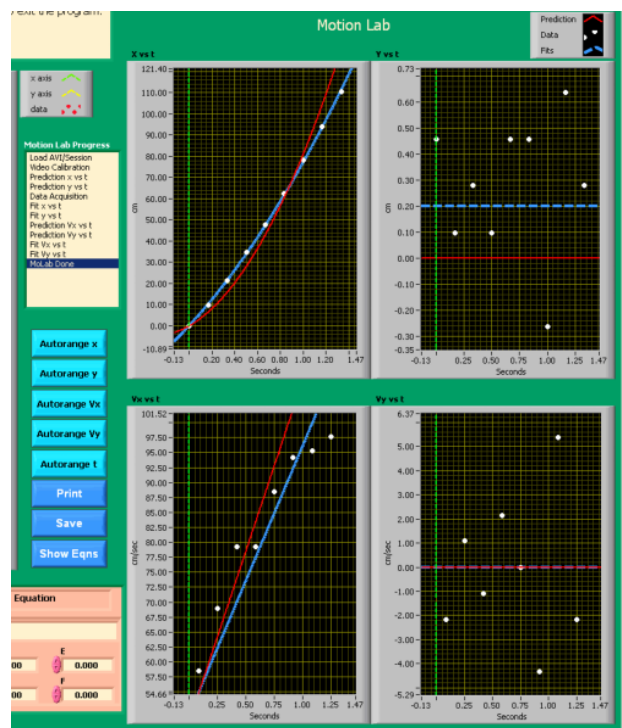 to exit the program.
Motion Lab
Prediction
Data
Fits
x axis
y axis
data
Motion Lab Progress
Load AVI/Session
Video Calibration
Prediction x vs t
Prediction y vs t
Data Acquisition
Fit x vs t
Fit y vs t
Prediction Vx vs t
Prediction Vy vs t
Fit Vx vs t
Fit Vy vs t
MoLab Done
Autorange x
Autorange y
Autorange Vx
Autorange Vy
Autorange t
Print
Save
Show Eqns
Equation
E
00
0.000
F
00
0.000
X vs t
121.40
110.00
100.00
90.00
80.00
70.00
60.00
50.00
40.00
30.00
20.00
10.00
0.00
-10.89
cm
-0.13 0.20 0.40 0.60 0.80 1.00 1.20 1.47
Seconds
Y vs t
0.73
0.60
0.50
0.40
0.30
0.20
0.10
0.00
-0.10
-0.20
-0.30
-0.35
cm
-0.13 0.25 0.50 0.75 1.00 1.25 1.47
Seconds
Vx vs t
101.52
97.50
95.00
92.50
90.00
87.50
85.00
82.50
80.00
77.50
75.00
72.50
70.00
67.50
65.00
62.50
60.00
57.50
54.66
cm/sec
-0.13 0.25 0.50 0.75 1.00 1.25 1.47
Seconds
Vy vs t
6.37
5.00
4.00
3.00
2.00
1.00
0.00
-1.00
-2.00
-3.00
-4.00
-5.29
cm/sec
-0.13 0.25 0.50 0.75 1.00 1.25 1.47
Seconds